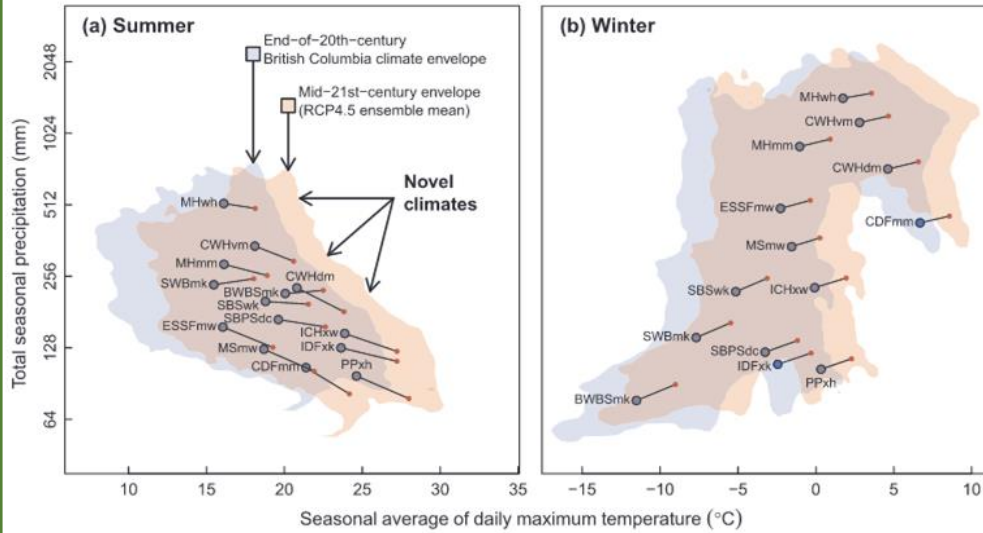 (a) Summer
(b) Winter
End−of−20th−century
British Columbia climate envelope
Mid−21st−century envelope
(RCP4.5 ensemble mean)
Novel
climates
Total seasonal precipitation (mm)
2048
1024
512
256
128
64
MHwh
CWHvm
MHmm
CWHdm
SWBmk
BWBSmk
SBSwk
SBPSdc
ESSFmw
ICHxw
MSmw
IDFxk
CDFmm
PPxh
10
15
20
25
30
35
MHwh
CWHvm
MHmm
CWHdm
ESSFmw
CDFmm
MSmw
SBSwk
ICHxw
SWBmk
SBPSdc
IDFxk
PPxh
BWBSmk
−15
−10
−5
0
5
10
Seasonal average of daily maximum temperature (°C)